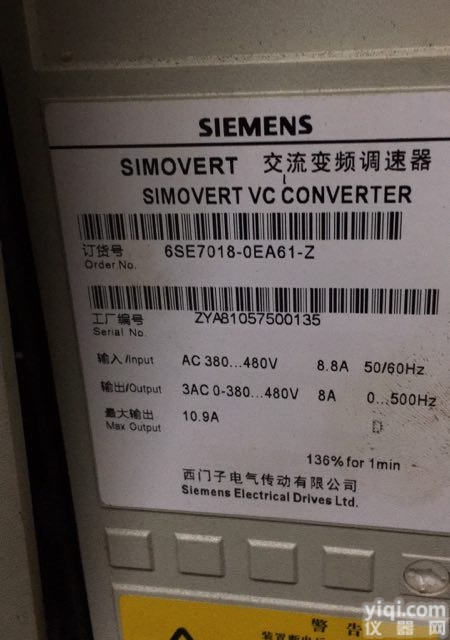 SIEMENS
SIMOVERT 交流变频调速器
SIMOVERT VC CONVERTER
订货号 6SE7018-0EA61-Z
Order No.
工厂编号 ZYA81057500135
Serial No.
输入/Input AC 380...480V 8.8A 50/60Hz
输出/Output 3AC 0-380...480V 8A 0...500Hz
最大输出 10.9A
Max Output
D
136% for 1min
西门子电气传动有限公司
Siemens Electrical Drives Ltd.
警告
yiqi.com
仪器网